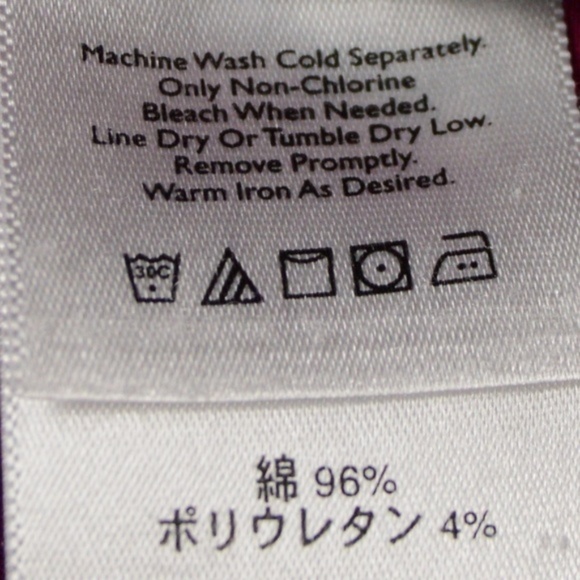 Machine Wash Cold Separately.
Only Non-Chlorine
Bleach When Needed.
Line Dry Or Tumble Dry Low.
Remove Promptly.
Warm Iron As Desired.
30C
綿 96%
ポリウレタン 4%